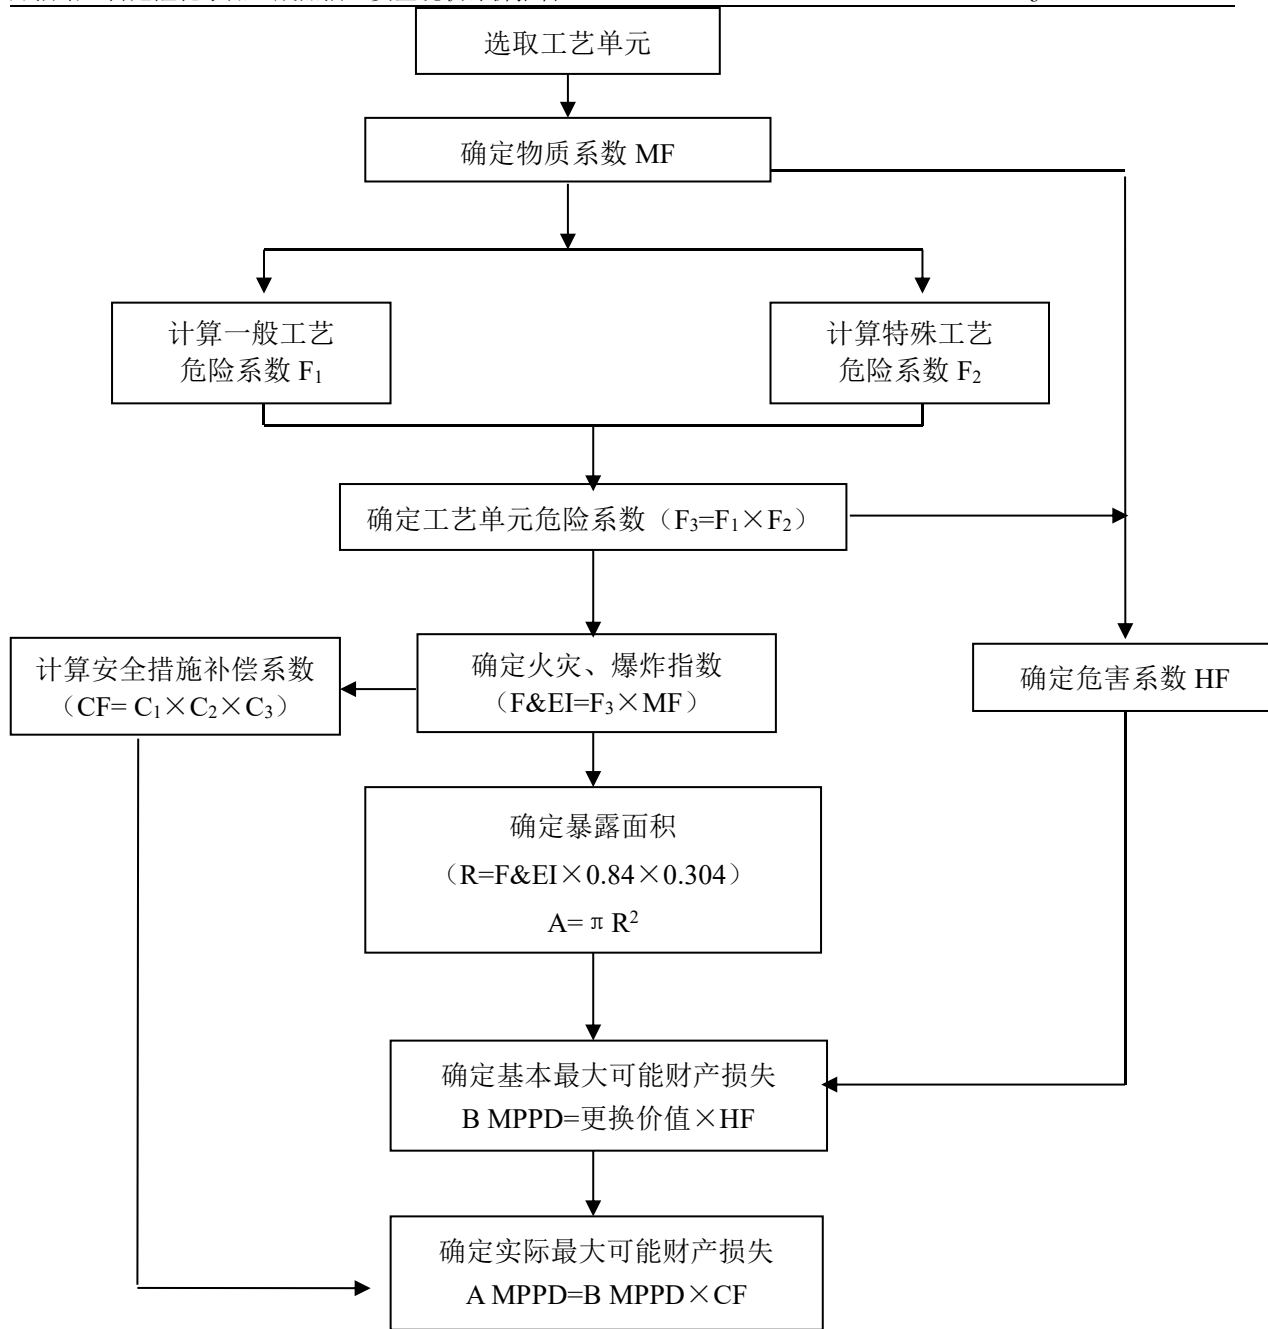 选取工艺单元
确定物质系数 MF
计算一般工艺
危险系数 F₁
计算特殊工艺
危险系数 F₂
确定工艺单元危险系数（F₃=F₁×F₂）
计算安全措施补偿系数
（CF= C₁×C₂×C₃）
确定火灾、爆炸指数
（F&EI=F₃×MF）
确定危害系数 HF
确定暴露面积
（R=F&EI×0.84×0.304）
A= π R²
确定基本最大可能财产损失
B MPPD=更换价值×HF
确定实际最大可能财产损失
A MPPD=B MPPD×CF